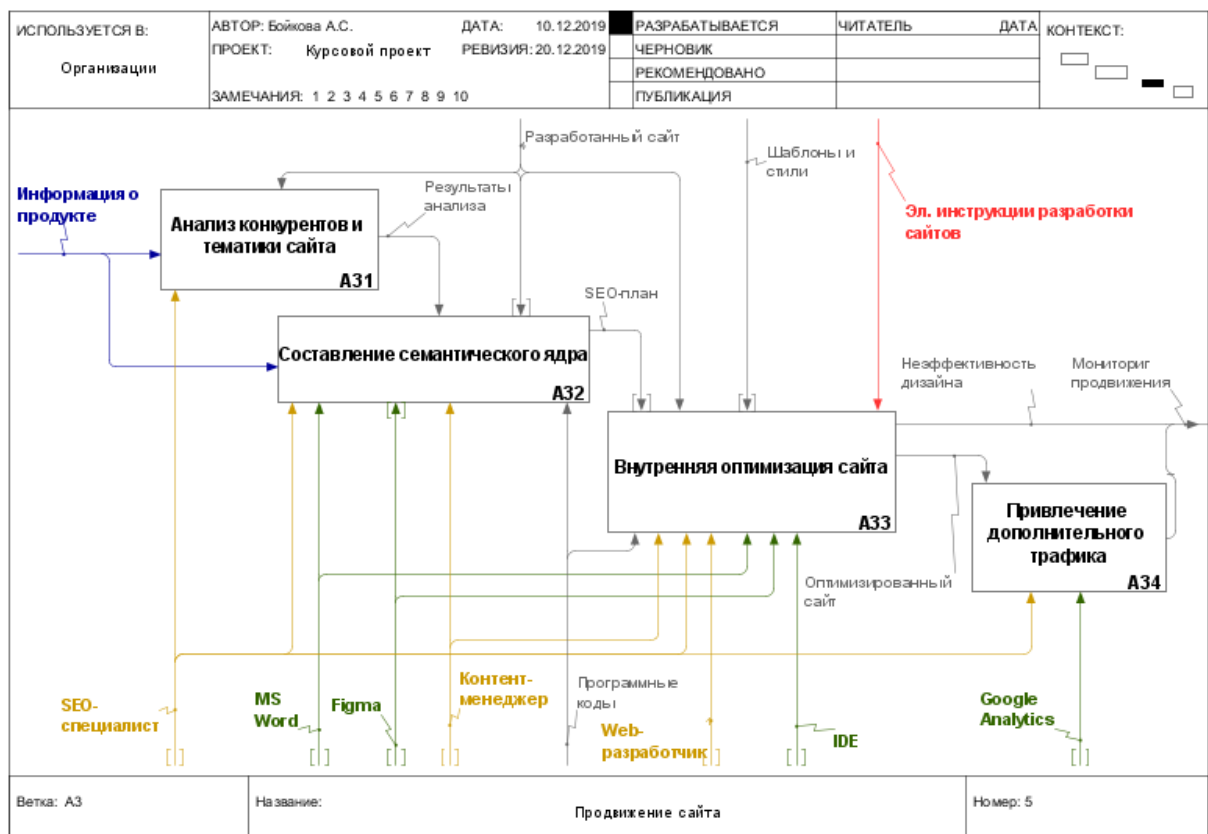 ИСПОЛЬЗУЕТСЯ В:
Организации
АВТОР: Бойкова А.С.
ДАТА: 10.12.2019
ПРОЕКТ: Курсовой проект
РЕВИЗИЯ: 20.12.2019
ЗАМЕЧАНИЯ: 1 2 3 4 5 6 7 8 9 10
РАЗРАБАТЫВАЕТСЯ
ЧЕРНОВИК
РЕКОМЕНДОВАНО
ПУБЛИКАЦИЯ
ЧИТАТЕЛЬ
ДАТА
КОНТЕКСТ:
Разработанный сайт
Шаблоны и
стили
Информация о
продукте
Результаты
анализа
Эл. инструкции разработки
сайтов
Анализ конкурентов и
тематики сайта
A31
SEO-план
Составление семантического ядра
A32
Неэффективность
дизайна
Мониториг
продвижения
Внутренняя оптимизация сайта
A33
Привлечение
дополнительного
трафика
A34
Оптимизированный
сайт
SEO-
специалист
MS
Word
Figma
Контент-
менеджер
Программные
коды
Web-
разработчик
IDE
Google
Analytics
Ветка: A3
Название:
Продвижение сайта
Номер: 5